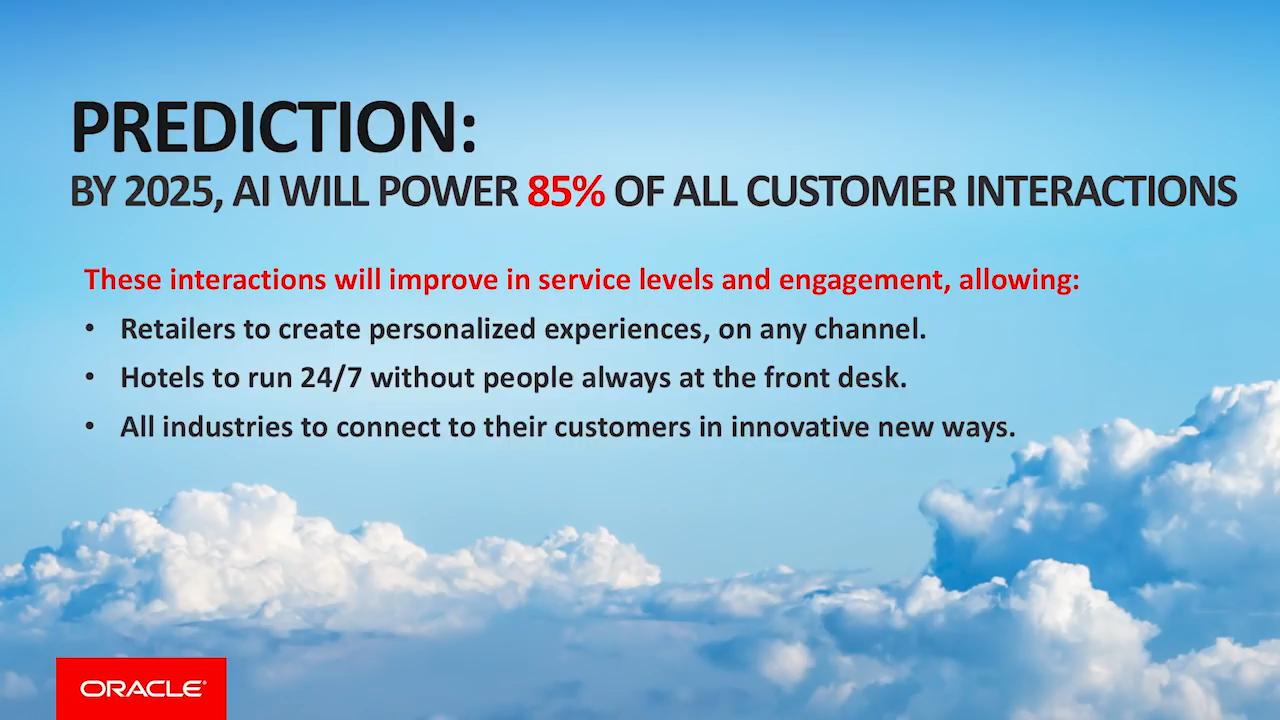 PREDICTION:
BY 2025, AI WILL POWER 85% OF ALL CUSTOMER INTERACTIONS
These interactions will improve in service levels and engagement, allowing:
• Retailers to create personalized experiences, on any channel.
• Hotels to run 24/7 without people always at the front desk.
• All industries to connect to their customers in innovative new ways.
ORACLE®